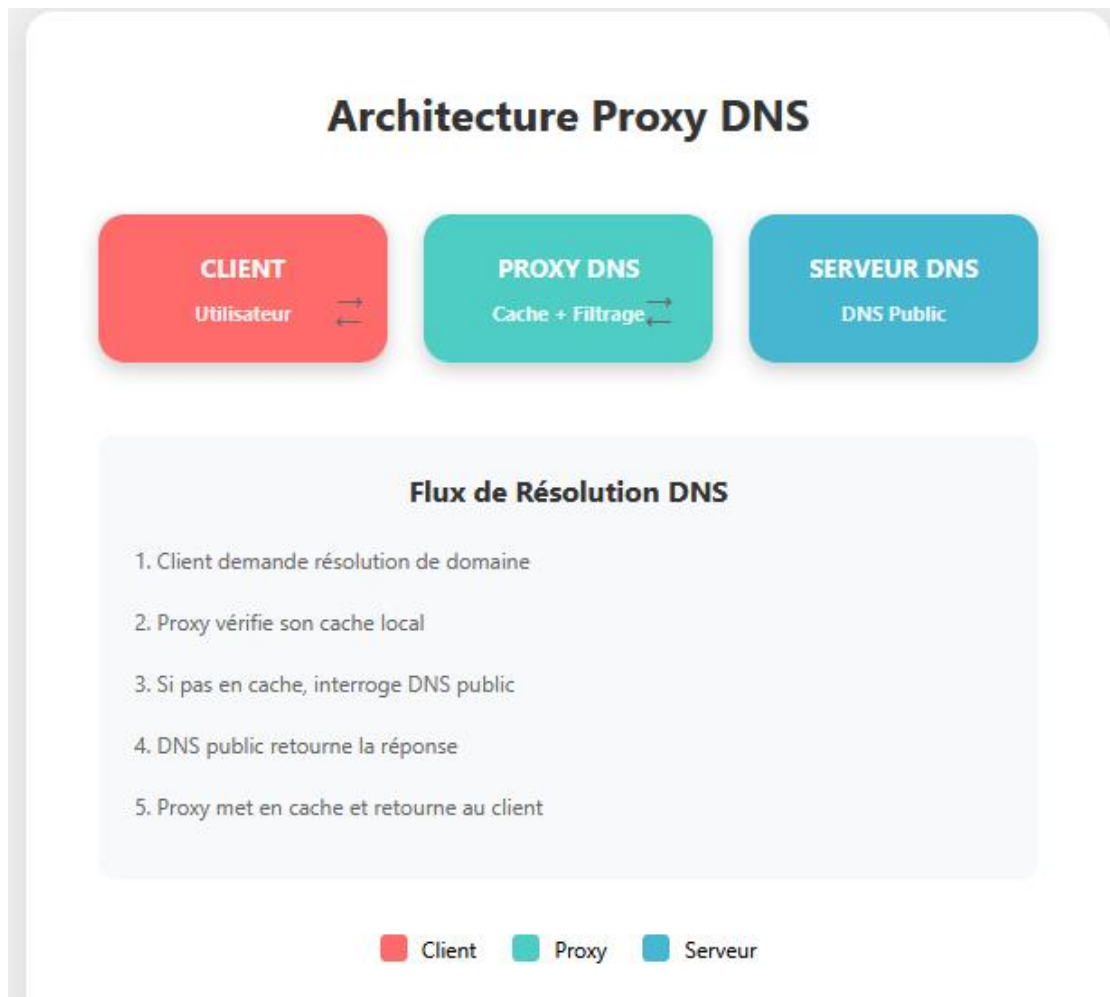 Architecture Proxy DNS
CLIENT
Utilisateur
PROXY DNS
Cache + Filtrage
SERVEUR DNS
DNS Public
Flux de Résolution DNS
1. Client demande résolution de domaine
2. Proxy vérifie son cache local
3. Si pas en cache, interroge DNS public
4. DNS public retourne la réponse
5. Proxy met en cache et retourne au client
Client
Proxy
Serveur